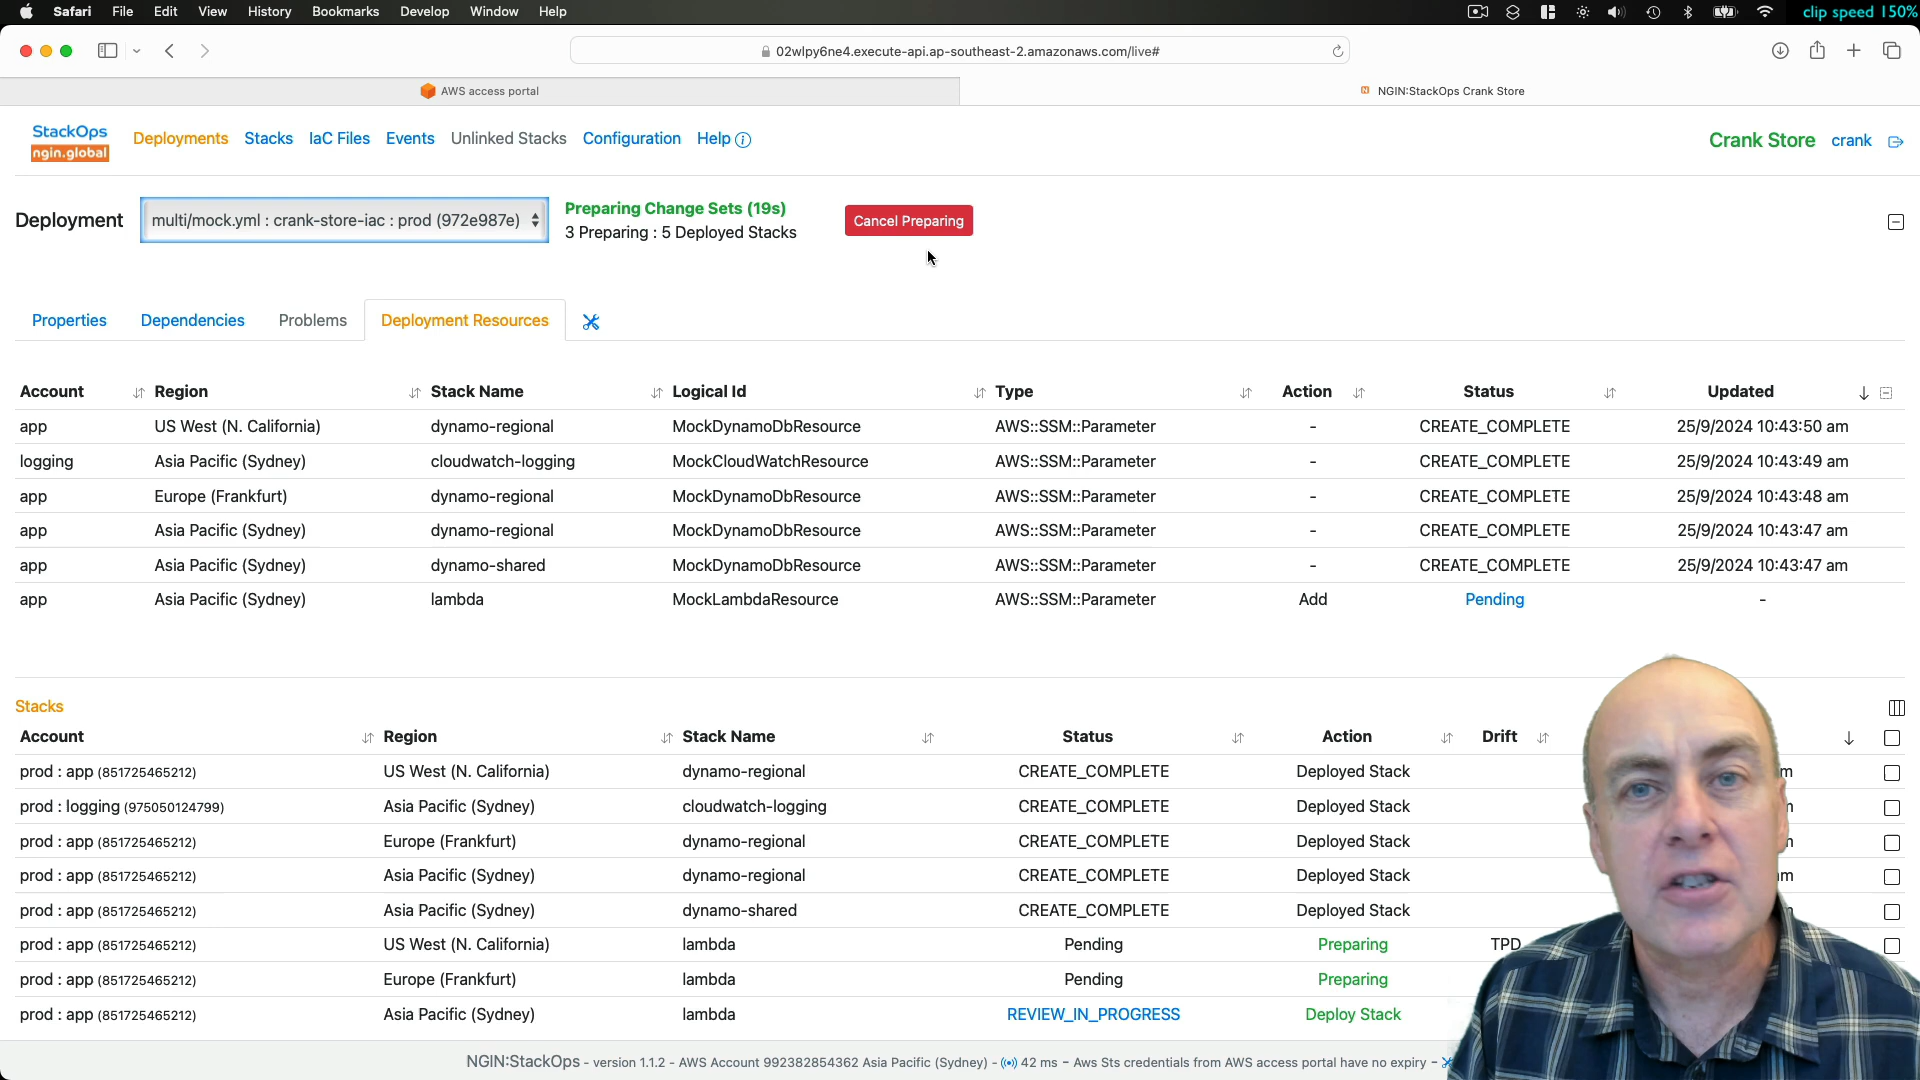 Safari File Edit View History Bookmarks Develop Window Help
clip speed 150%
02wlpy6ne4.execute-api.ap-southeast-2.amazonaws.com/live#
AWS access portal
NGIN:StackOps Crank Store
StackOps
ngin.global
Deployments Stacks IaC Files Events Unlinked Stacks Configuration Help
Crank Store crank
Deployment
multi/mock.yml : crank-store-iac : prod (972e987e)
Preparing Change Sets (19s)
3 Preparing : 5 Deployed Stacks
Cancel Preparing
Properties Dependencies Problems Deployment Resources
Account Region Stack Name Logical Id Type Action Status Updated
app US West (N. California) dynamo-regional MockDynamoDbResource AWS::SSM::Parameter - CREATE_COMPLETE 25/9/2024 10:43:50 am
logging Asia Pacific (Sydney) cloudwatch-logging MockCloudWatchResource AWS::SSM::Parameter - CREATE_COMPLETE 25/9/2024 10:43:49 am
app Europe (Frankfurt) dynamo-regional MockDynamoDbResource AWS::SSM::Parameter - CREATE_COMPLETE 25/9/2024 10:43:48 am
app Asia Pacific (Sydney) dynamo-regional MockDynamoDbResource AWS::SSM::Parameter - CREATE_COMPLETE 25/9/2024 10:43:47 am
app Asia Pacific (Sydney) dynamo-shared MockDynamoDbResource AWS::SSM::Parameter - CREATE_COMPLETE 25/9/2024 10:43:47 am
app Asia Pacific (Sydney) lambda MockLambdaResource AWS::SSM::Parameter Add Pending -
Stacks
Account Region Stack Name Status Action Drift
prod : app (851725465212) US West (N. California) dynamo-regional CREATE_COMPLETE Deployed Stack
prod : logging (975050124799) Asia Pacific (Sydney) cloudwatch-logging CREATE_COMPLETE Deployed Stack
prod : app (851725465212) Europe (Frankfurt) dynamo-regional CREATE_COMPLETE Deployed Stack
prod : app (851725465212) Asia Pacific (Sydney) dynamo-regional CREATE_COMPLETE Deployed Stack
prod : app (851725465212) Asia Pacific (Sydney) dynamo-shared CREATE_COMPLETE Deployed Stack
prod : app (851725465212) US West (N. California) lambda Pending Preparing TPD
prod : app (851725465212) Europe (Frankfurt) lambda Pending Preparing
prod : app (851725465212) Asia Pacific (Sydney) lambda REVIEW_IN_PROGRESS Deploy Stack
NGIN:StackOps - version 1.1.2 - AWS Account 992382854362 Asia Pacific (Sydney) - 42 ms - Aws Sts credentials from AWS access portal have no expiry -